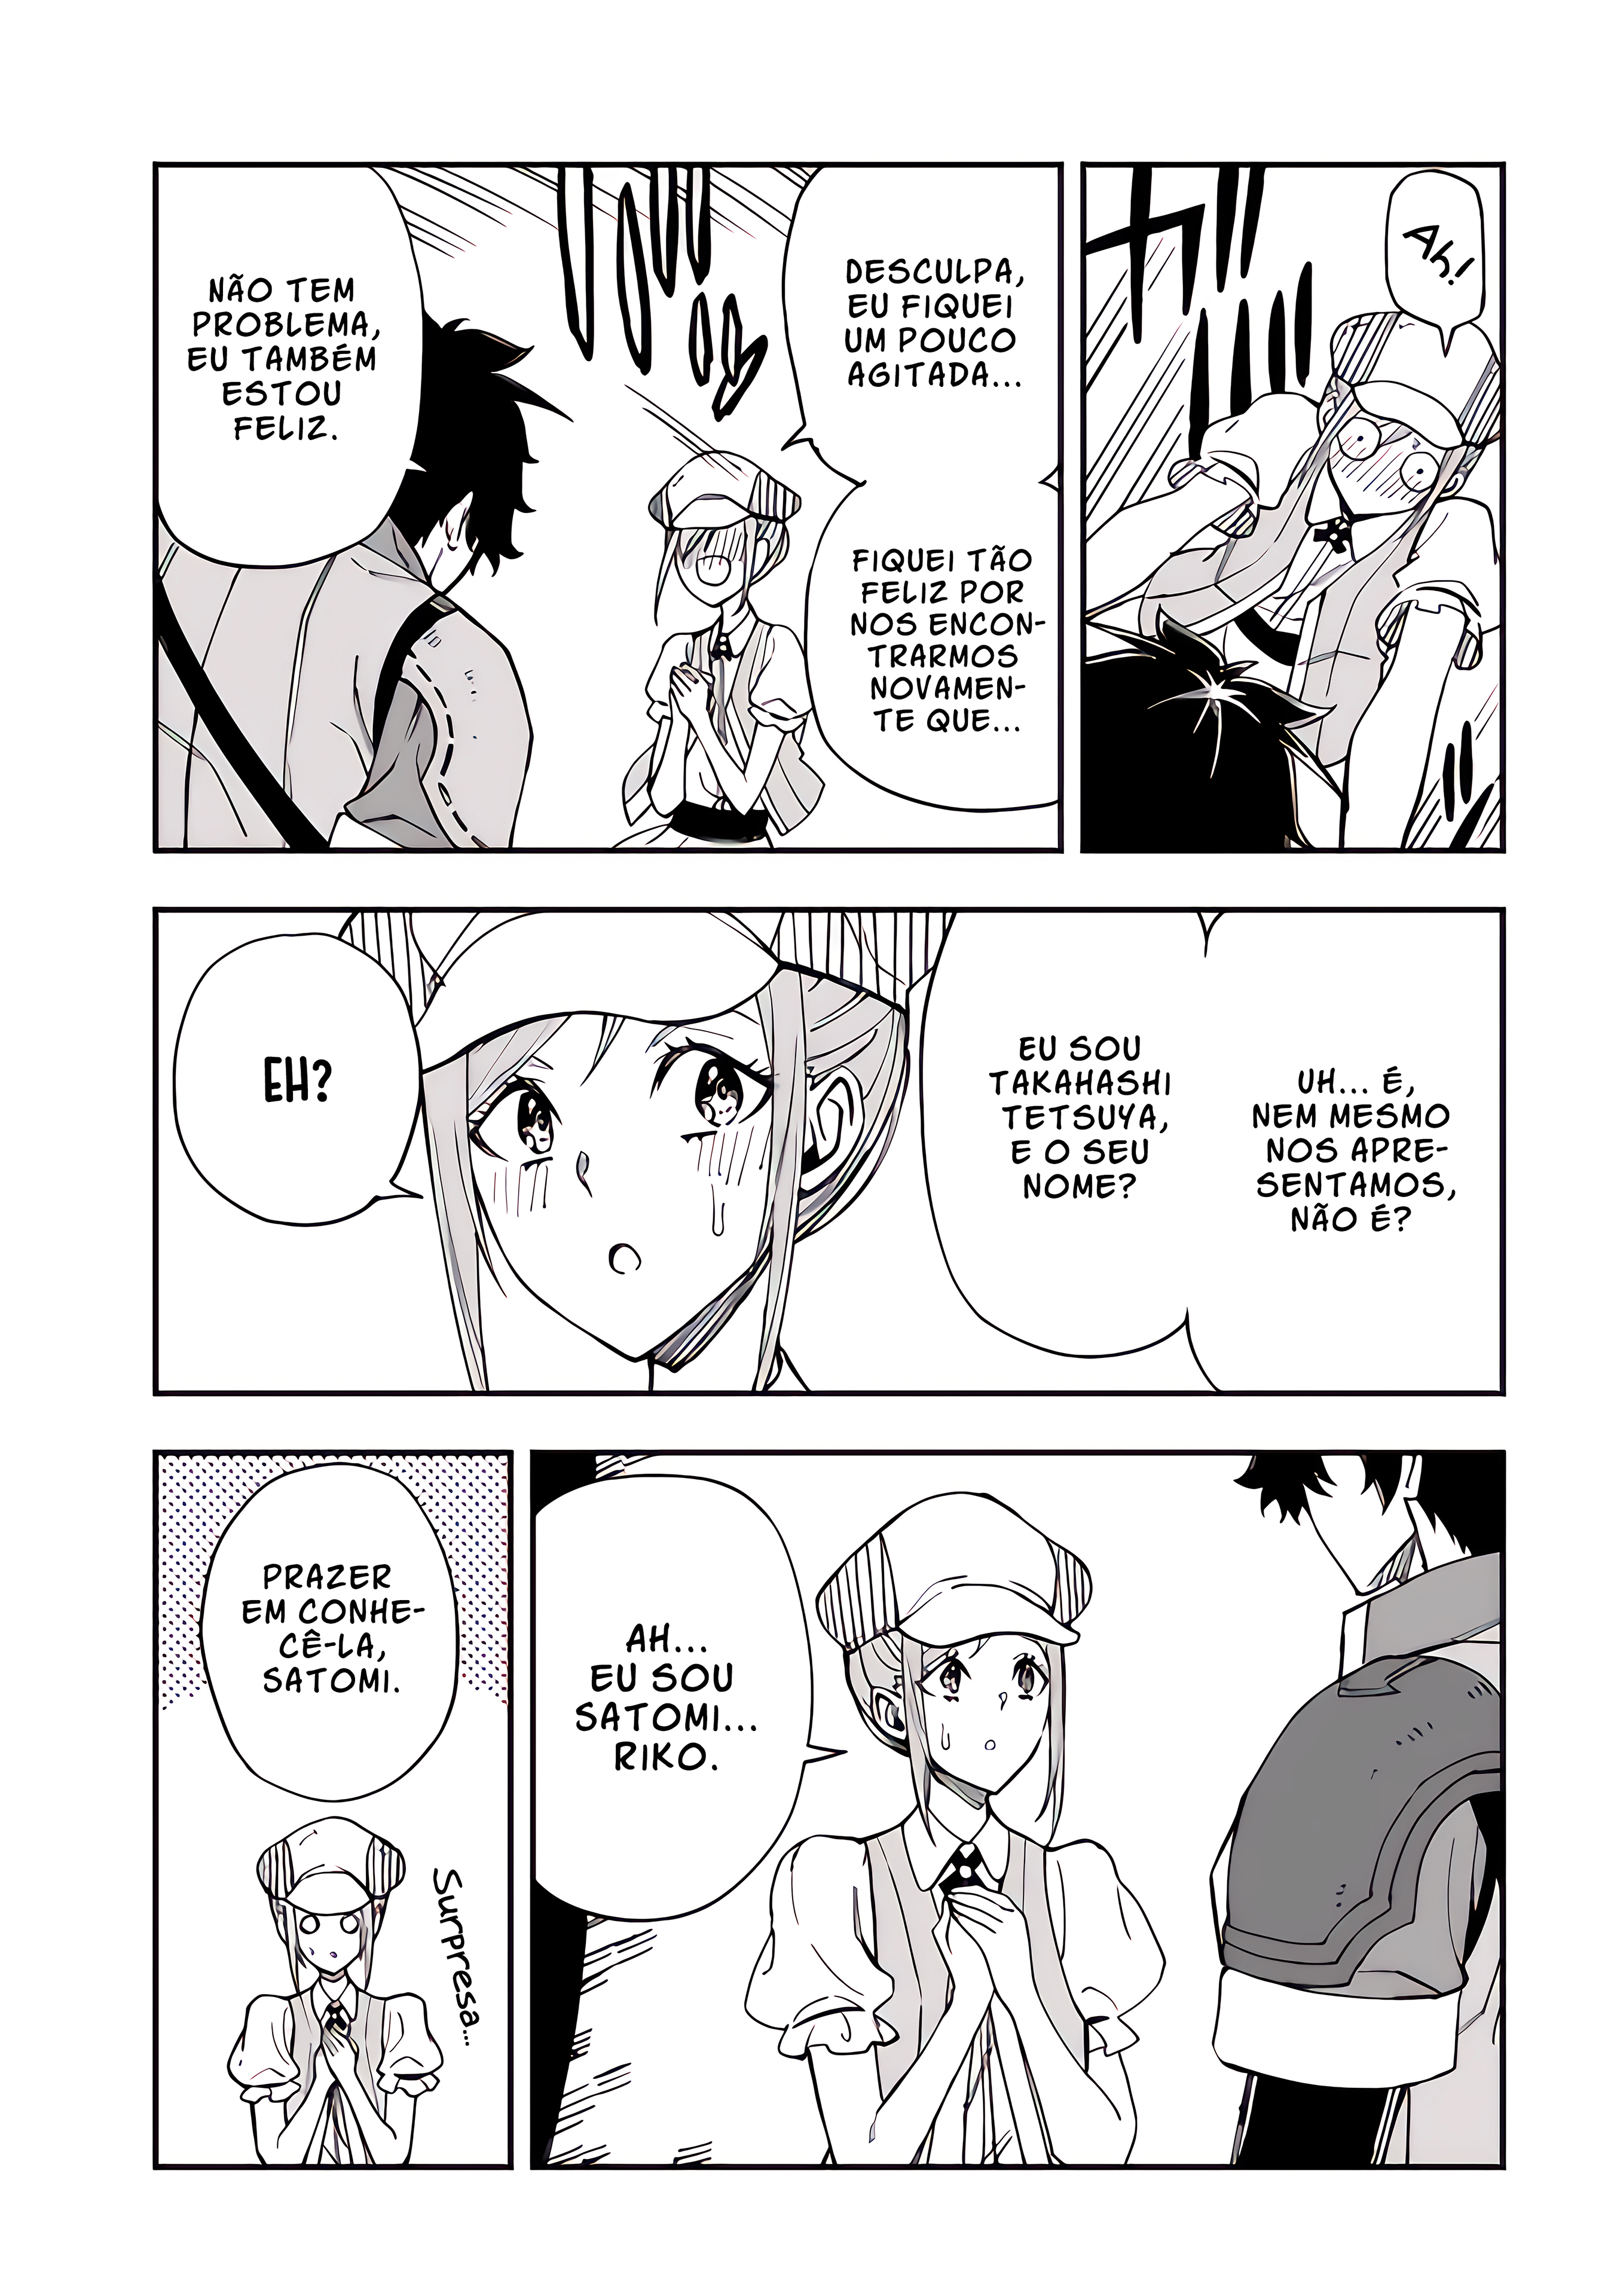 Ah!
DESCULPA,
EU FIQUEI
UM POUCO
AGITADA...
FIQUEI TÃO
FELIZ POR
NOS ENCON-
TRARMOS
NOVAMEN-
TE QUE...
NÃO TEM
PROBLEMA,
EU TAMBÉM
ESTOU
FELIZ.
UH... É,
NEM MESMO
NOS APRE-
SENTAMOS,
NÃO É?
EU SOU
TAKAHASHI
TETSUYA,
E O SEU
NOME?
EH?
AH...
EU SOU
SATOMI...
RIKO.
PRAZER
EM CONHE-
CÊ-LA,
SATOMI.
Surpresa...